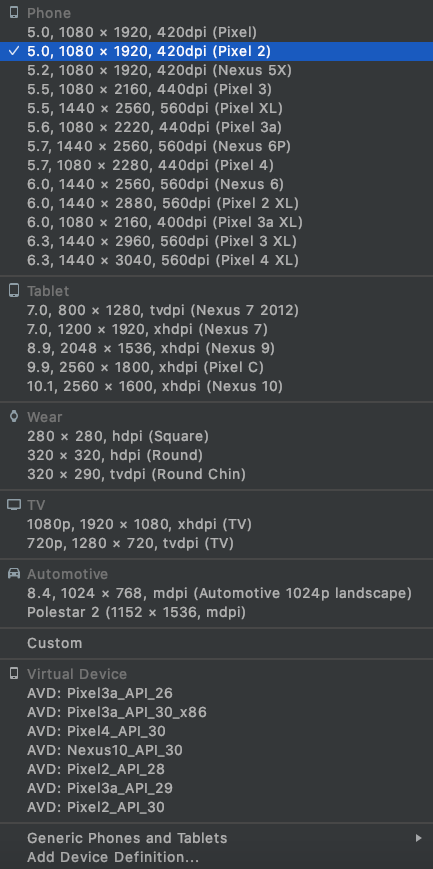 Phone
5.0, 1080 × 1920, 420dpi (Pixel)
5.0, 1080 × 1920, 420dpi (Pixel 2)
5.2, 1080 × 1920, 420dpi (Nexus 5X)
5.5, 1080 × 2160, 440dpi (Pixel 3)
5.5, 1440 × 2560, 560dpi (Pixel XL)
5.6, 1080 × 2220, 440dpi (Pixel 3a)
5.7, 1440 × 2560, 560dpi (Nexus 6P)
5.7, 1080 × 2280, 440dpi (Pixel 4)
6.0, 1440 × 2560, 560dpi (Nexus 6)
6.0, 1440 × 2880, 560dpi (Pixel 2 XL)
6.0, 1080 × 2160, 400dpi (Pixel 3a XL)
6.3, 1440 × 2960, 560dpi (Pixel 3 XL)
6.3, 1440 × 3040, 560dpi (Pixel 4 XL)
Tablet
7.0, 800 × 1280, tvdpi (Nexus 7 2012)
7.0, 1200 × 1920, xhdpi (Nexus 7)
8.9, 2048 × 1536, xhdpi (Nexus 9)
9.9, 2560 × 1800, xhdpi (Pixel C)
10.1, 2560 × 1600, xhdpi (Nexus 10)
Wear
280 × 280, hdpi (Square)
320 × 320, hdpi (Round)
320 × 290, tvdpi (Round Chin)
TV
1080p, 1920 × 1080, xhdpi (TV)
720p, 1280 × 720, tvdpi (TV)
Automotive
8.4, 1024 × 768, mdpi (Automotive 1024p landscape)
Polestar 2 (1152 × 1536, mdpi)
Custom
Virtual Device
AVD: Pixel3a_API_26
AVD: Pixel3a_API_30_x86
AVD: Pixel4_API_30
AVD: Nexus10_API_30
AVD: Pixel2_API_28
AVD: Pixel3a_API_29
AVD: Pixel2_API_30
Generic Phones and Tablets
Add Device Definition...